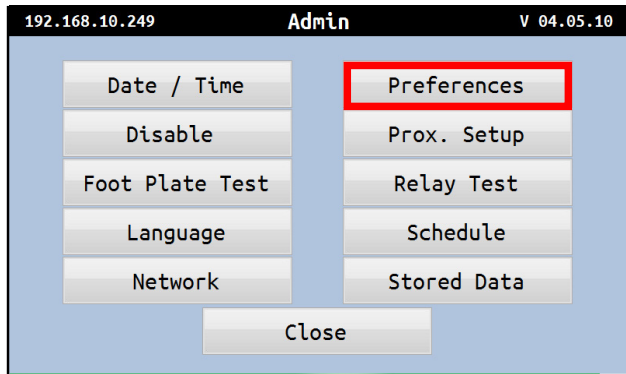 192.168.10.249 Admin V 04.05.10
Date / Time Preferences
Disable Prox. Setup
Foot Plate Test Relay Test
Language Schedule
Network Stored Data
Close